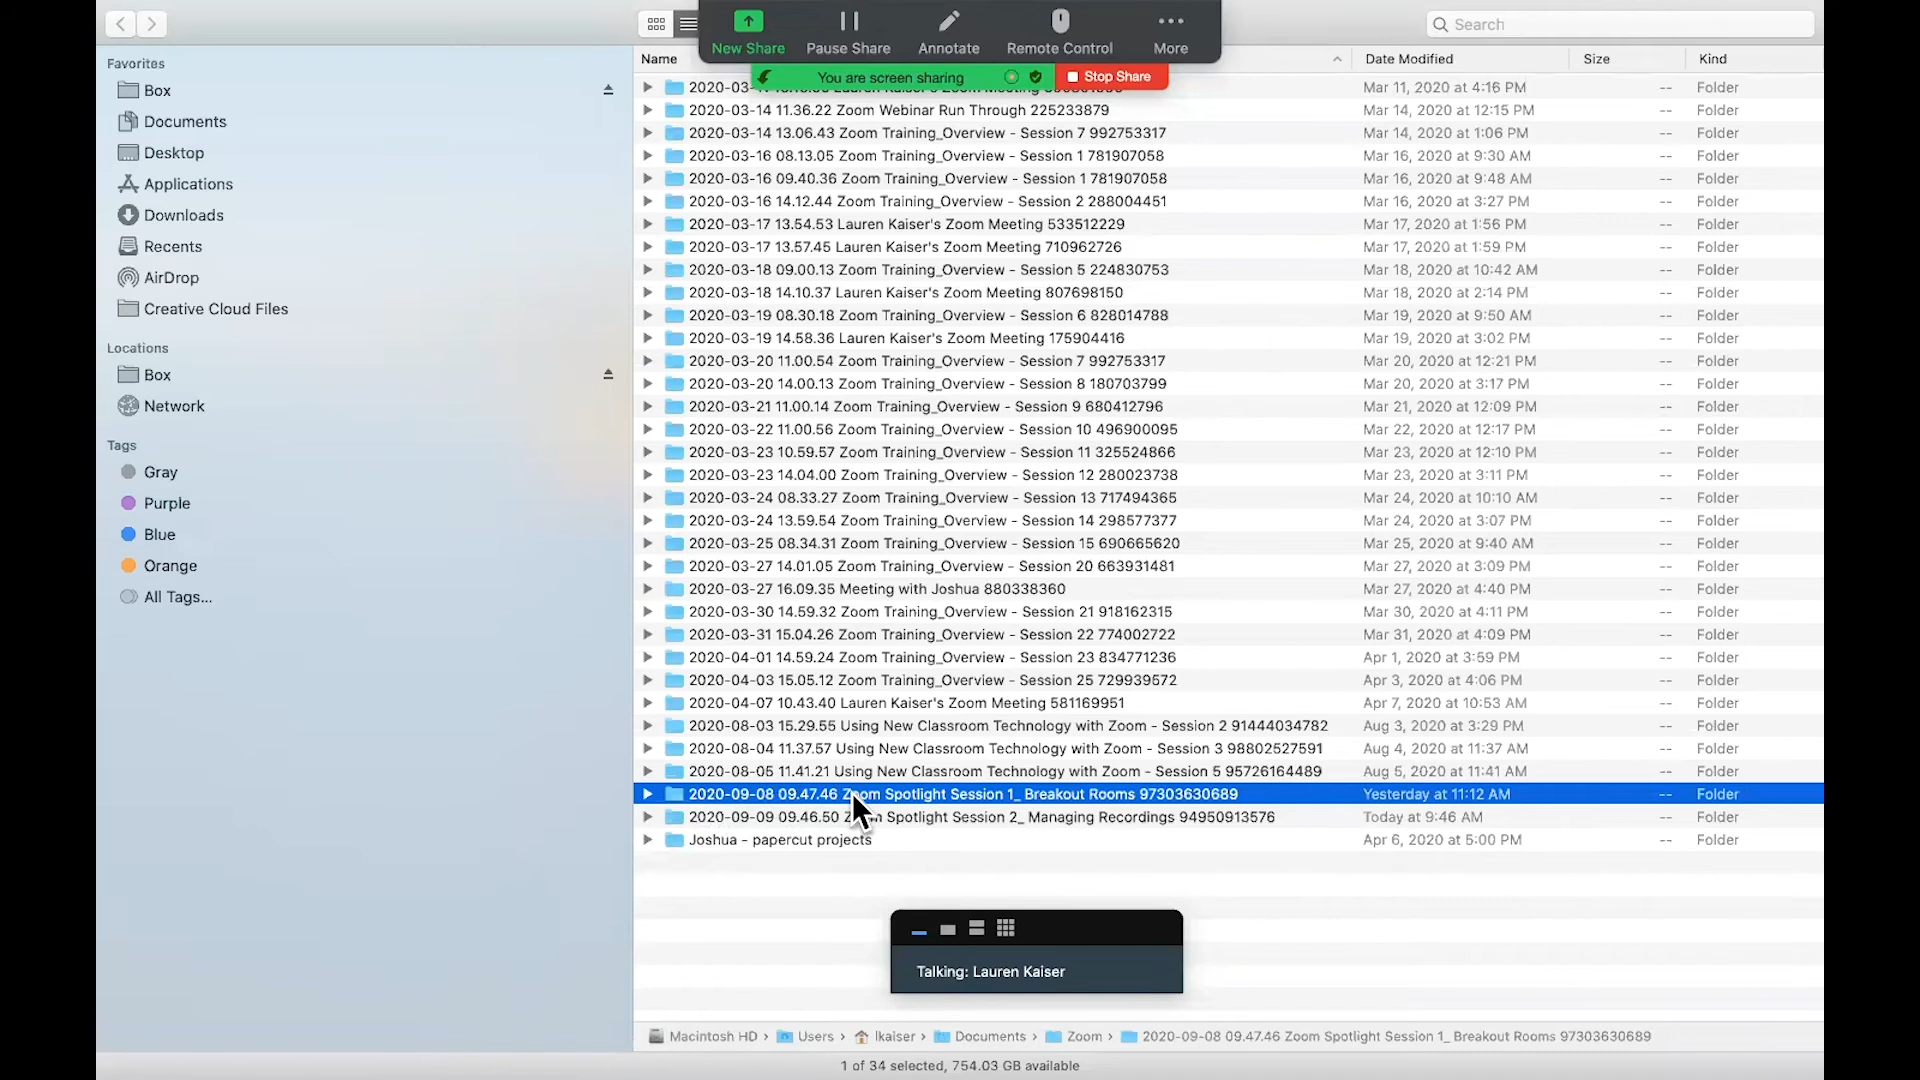 New Share
Pause Share
Annotate
Remote Control
More
Search
You are screen sharing
Stop Share
Favorites
Box
Documents
Desktop
Applications
Downloads
Recents
AirDrop
Creative Cloud Files
Locations
Box
Network
Tags
Gray
Purple
Blue
Orange
All Tags...
Name Date Modified Size Kind
2020-03- Mar 11, 2020 at 4:16 PM -- Folder
2020-03-14 11.36.22 Zoom Webinar Run Through 225233879 Mar 14, 2020 at 12:15 PM -- Folder
2020-03-14 13.06.43 Zoom Training_Overview - Session 7 992753317 Mar 14, 2020 at 1:06 PM -- Folder
2020-03-16 08.13.05 Zoom Training_Overview - Session 1 781907058 Mar 16, 2020 at 9:30 AM -- Folder
2020-03-16 09.40.36 Zoom Training_Overview - Session 1 781907058 Mar 16, 2020 at 9:48 AM -- Folder
2020-03-16 14.12.44 Zoom Training_Overview - Session 2 288004451 Mar 16, 2020 at 3:27 PM -- Folder
2020-03-17 13.54.53 Lauren Kaiser's Zoom Meeting 533512229 Mar 17, 2020 at 1:56 PM -- Folder
2020-03-17 13.57.45 Lauren Kaiser's Zoom Meeting 710962726 Mar 17, 2020 at 1:59 PM -- Folder
2020-03-18 09.00.13 Zoom Training_Overview - Session 5 224830753 Mar 18, 2020 at 10:42 AM -- Folder
2020-03-18 14.10.37 Lauren Kaiser's Zoom Meeting 807698150 Mar 18, 2020 at 2:14 PM -- Folder
2020-03-19 08.30.18 Zoom Training_Overview - Session 6 828014788 Mar 19, 2020 at 9:50 AM -- Folder
2020-03-19 14.58.36 Lauren Kaiser's Zoom Meeting 175904416 Mar 19, 2020 at 3:02 PM -- Folder
2020-03-20 11.00.54 Zoom Training_Overview - Session 7 992753317 Mar 20, 2020 at 12:21 PM -- Folder
2020-03-20 14.00.13 Zoom Training_Overview - Session 8 180703799 Mar 20, 2020 at 3:17 PM -- Folder
2020-03-21 11.00.14 Zoom Training_Overview - Session 9 680412796 Mar 21, 2020 at 12:09 PM -- Folder
2020-03-22 11.00.56 Zoom Training_Overview - Session 10 496900095 Mar 22, 2020 at 12:17 PM -- Folder
2020-03-23 10.59.57 Zoom Training_Overview - Session 11 325524866 Mar 23, 2020 at 12:10 PM -- Folder
2020-03-23 14.04.00 Zoom Training_Overview - Session 12 280023738 Mar 23, 2020 at 3:11 PM -- Folder
2020-03-24 08.33.27 Zoom Training_Overview - Session 13 717494365 Mar 24, 2020 at 10:10 AM -- Folder
2020-03-24 13.59.54 Zoom Training_Overview - Session 14 298577377 Mar 24, 2020 at 3:07 PM -- Folder
2020-03-25 08.34.31 Zoom Training_Overview - Session 15 690665620 Mar 25, 2020 at 9:40 AM -- Folder
2020-03-27 14.01.05 Zoom Training_Overview - Session 20 663931481 Mar 27, 2020 at 3:09 PM -- Folder
2020-03-27 16.09.35 Meeting with Joshua 880338360 Mar 27, 2020 at 4:40 PM -- Folder
2020-03-30 14.59.32 Zoom Training_Overview - Session 21 918162315 Mar 30, 2020 at 4:11 PM -- Folder
2020-03-31 15.04.26 Zoom Training_Overview - Session 22 774002722 Mar 31, 2020 at 4:09 PM -- Folder
2020-04-01 14.59.24 Zoom Training_Overview - Session 23 834771236 Apr 1, 2020 at 3:59 PM -- Folder
2020-04-03 15.05.12 Zoom Training_Overview - Session 25 729939572 Apr 3, 2020 at 4:06 PM -- Folder
2020-04-07 10.43.40 Lauren Kaiser's Zoom Meeting 581169951 Apr 7, 2020 at 10:53 AM -- Folder
2020-08-03 15.29.55 Using New Classroom Technology with Zoom - Session 2 91444034782 Aug 3, 2020 at 3:29 PM -- Folder
2020-08-04 11.37.57 Using New Classroom Technology with Zoom - Session 3 98802527591 Aug 4, 2020 at 11:37 AM -- Folder
2020-08-05 11.41.21 Using New Classroom Technology with Zoom - Session 5 95726164489 Aug 5, 2020 at 11:41 AM -- Folder
2020-09-08 09.47.46 Zoom Spotlight Session 1_ Breakout Rooms 97303630689 Yesterday at 11:12 AM -- Folder
2020-09-09 09.46.50 Zoom Spotlight Session 2_ Managing Recordings 94950913576 Today at 9:46 AM -- Folder
Joshua - papercut projects Apr 6, 2020 at 5:00 PM -- Folder
Talking: Lauren Kaiser
Macintosh HD › Users › lkaiser › Documents › Zoom › 2020-09-08 09.47.46 Zoom Spotlight Session 1_ Breakout Rooms 97303630689
1 of 34 selected, 754.03 GB available